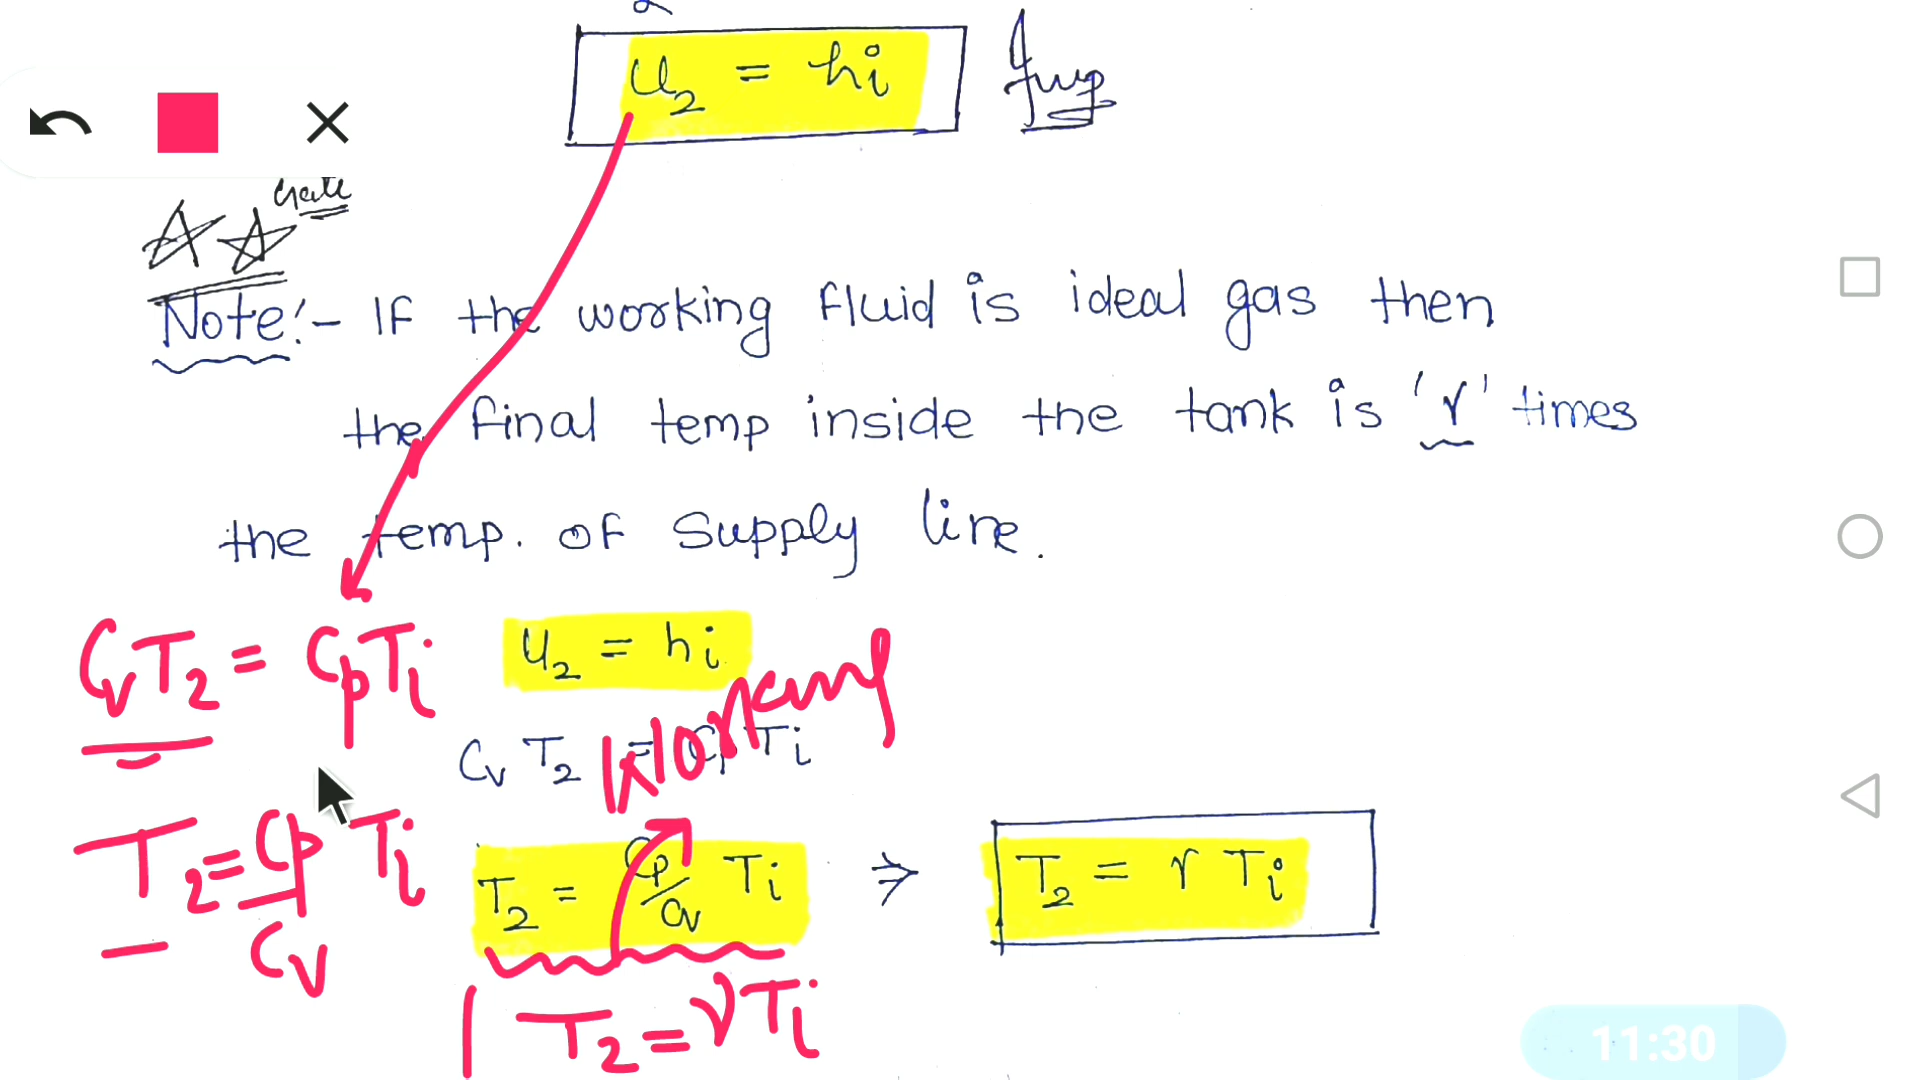 u₂ = hi
Imp
Gate
Note:- IF the working fluid is ideal gas then
the final temp inside the tank is 'γ' times
the temp. of supply line.
CvT₂ = CpTi
u₂ = hi
Cv T₂ = Cp Ti
T₂ = Cp/Cv Ti
T₂ = Cp/Cv Ti ⇒ T₂ = γ Ti
T₂ = γTi
11:30